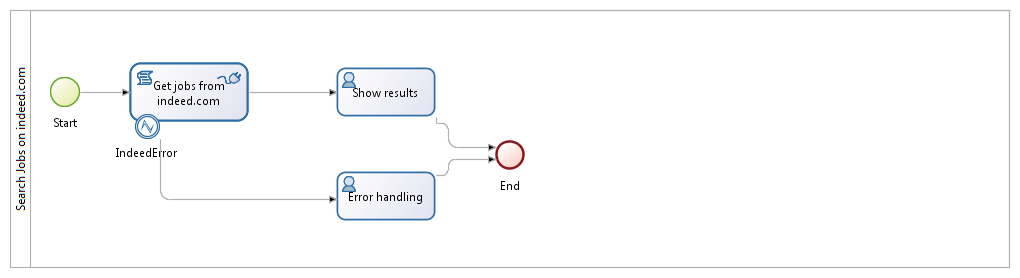 Search Jobs on indeed.com
Start
Get jobs from
indeed.com
IndeedError
Show results
Error handling
End